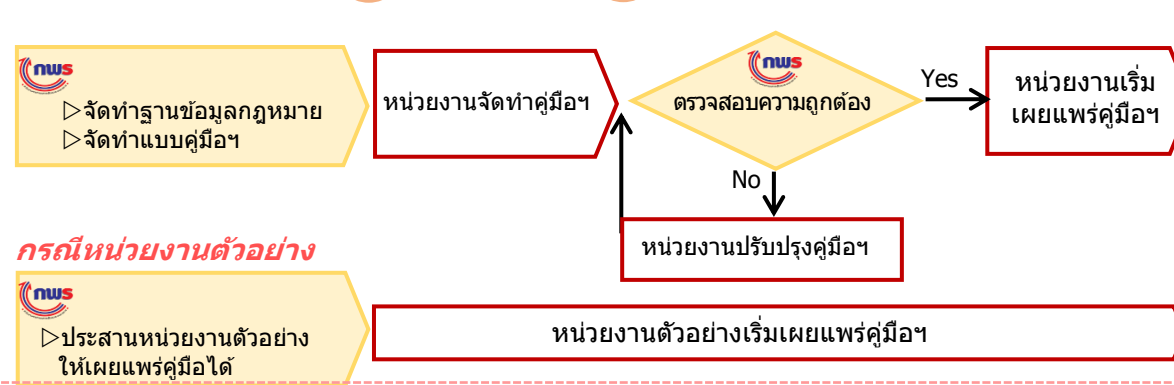 กพร
▷จัดทำฐานข้อมูลกฎหมาย
▷จัดทำแบบคู่มือฯ
หน่วยงานจัดทำคู่มือฯ
กพร
ตรวจสอบความถูกต้อง
Yes
หน่วยงานเริ่ม
เผยแพร่คู่มือฯ
No
หน่วยงานปรับปรุงคู่มือฯ
กรณีหน่วยงานตัวอย่าง
กพร
▷ประสานหน่วยงานตัวอย่าง
ให้เผยแพร่คู่มือได้
หน่วยงานตัวอย่างเริ่มเผยแพร่คู่มือฯ